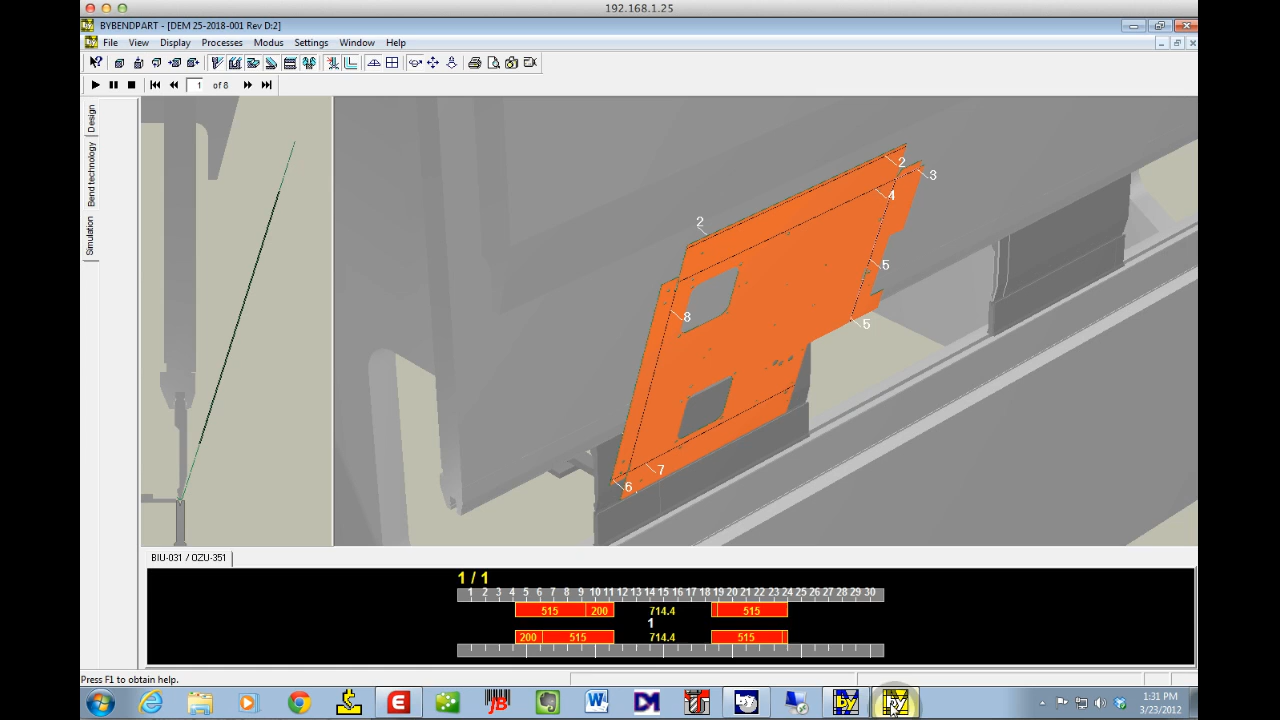 192.168.1.25
BYBENDPART - [DEM 25-2018-001 Rev D:2]
File View Display Processes Modus Settings Window Help
1 of 8
Design
Bend technology
Simulation
2
3
4
2
5
8
5
7
6
BIU-031 / OZU-351
1 / 1
1 2 3 4 5 6 7 8 9 10 11 12 13 14 15 16 17 18 19 20 21 22 23 24 25 26 27 28 29 30
515 200 714.4 515
1
200 515 714.4 515
Press F1 to obtain help.
1:31 PM
3/23/2012